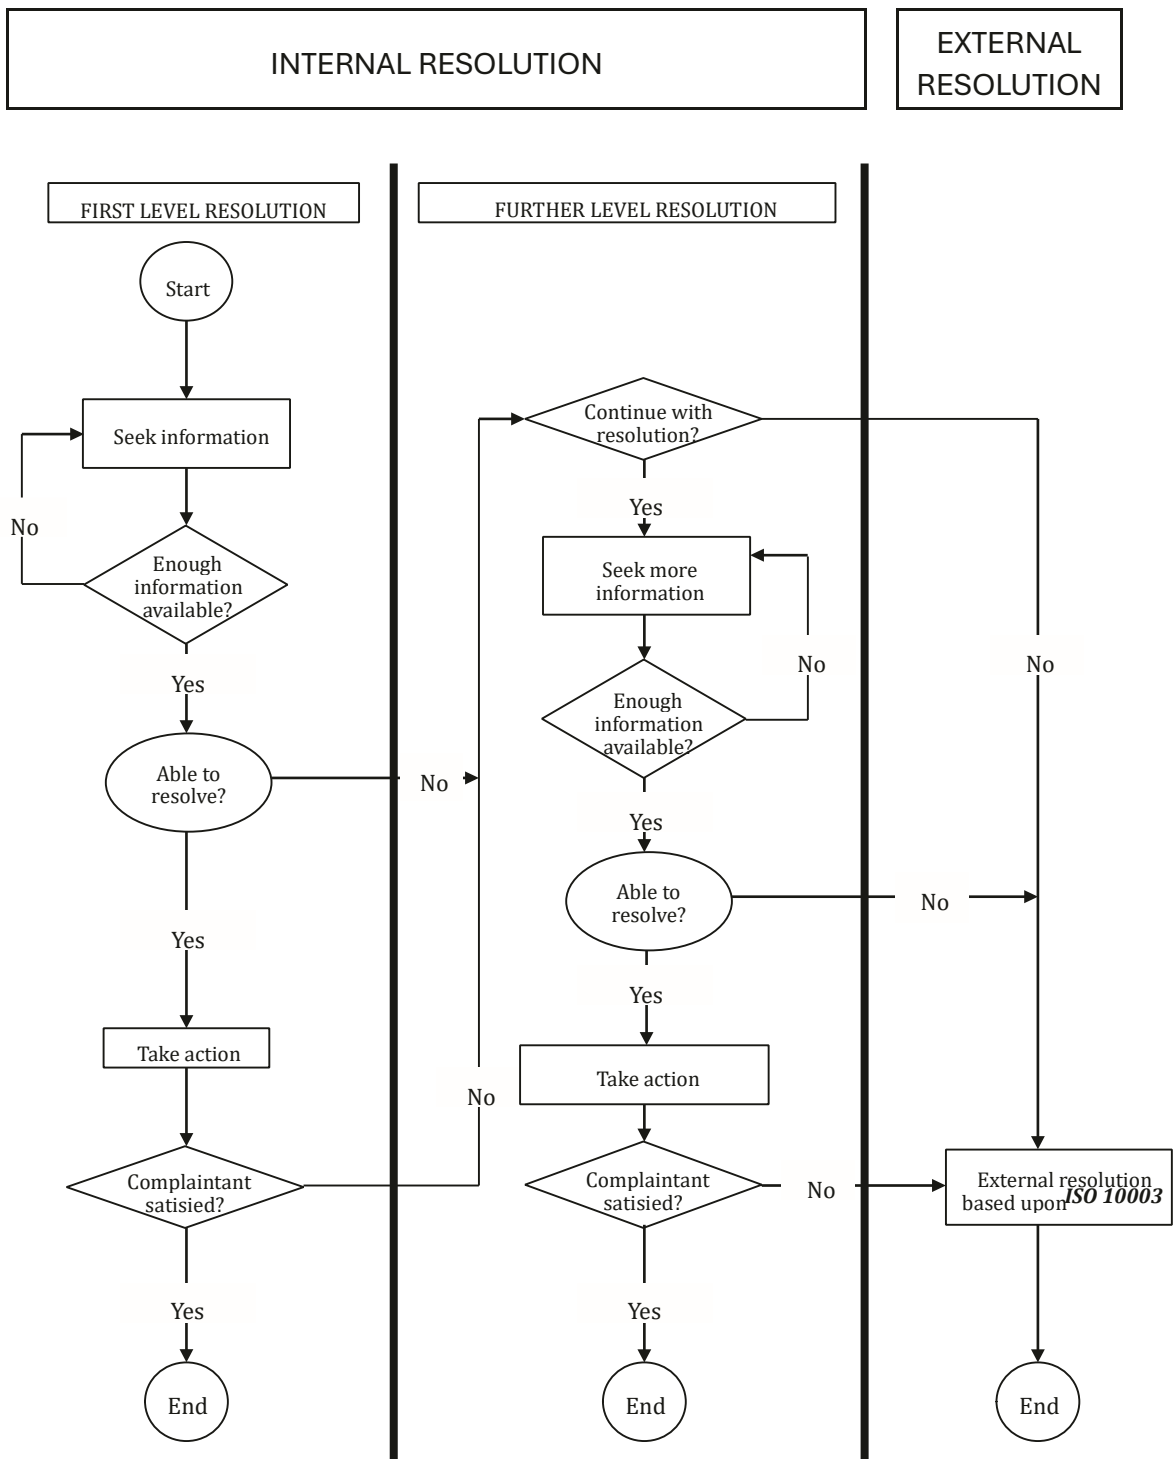 INTERNAL RESOLUTION
EXTERNAL
RESOLUTION
FIRST LEVEL RESOLUTION
FURTHER LEVEL RESOLUTION
Start
Seek information
No
Enough
information
available?
Yes
Able to
resolve?
No
Yes
Take action
Complaintant
satisied?
No
Yes
End
Continue with
resolution?
Yes
No
Seek more
information
No
Enough
information
available?
Yes
Able to
resolve?
No
Yes
Take action
Complaintant
satisied?
No
Yes
End
External resolution
based upon ISO 10003
End